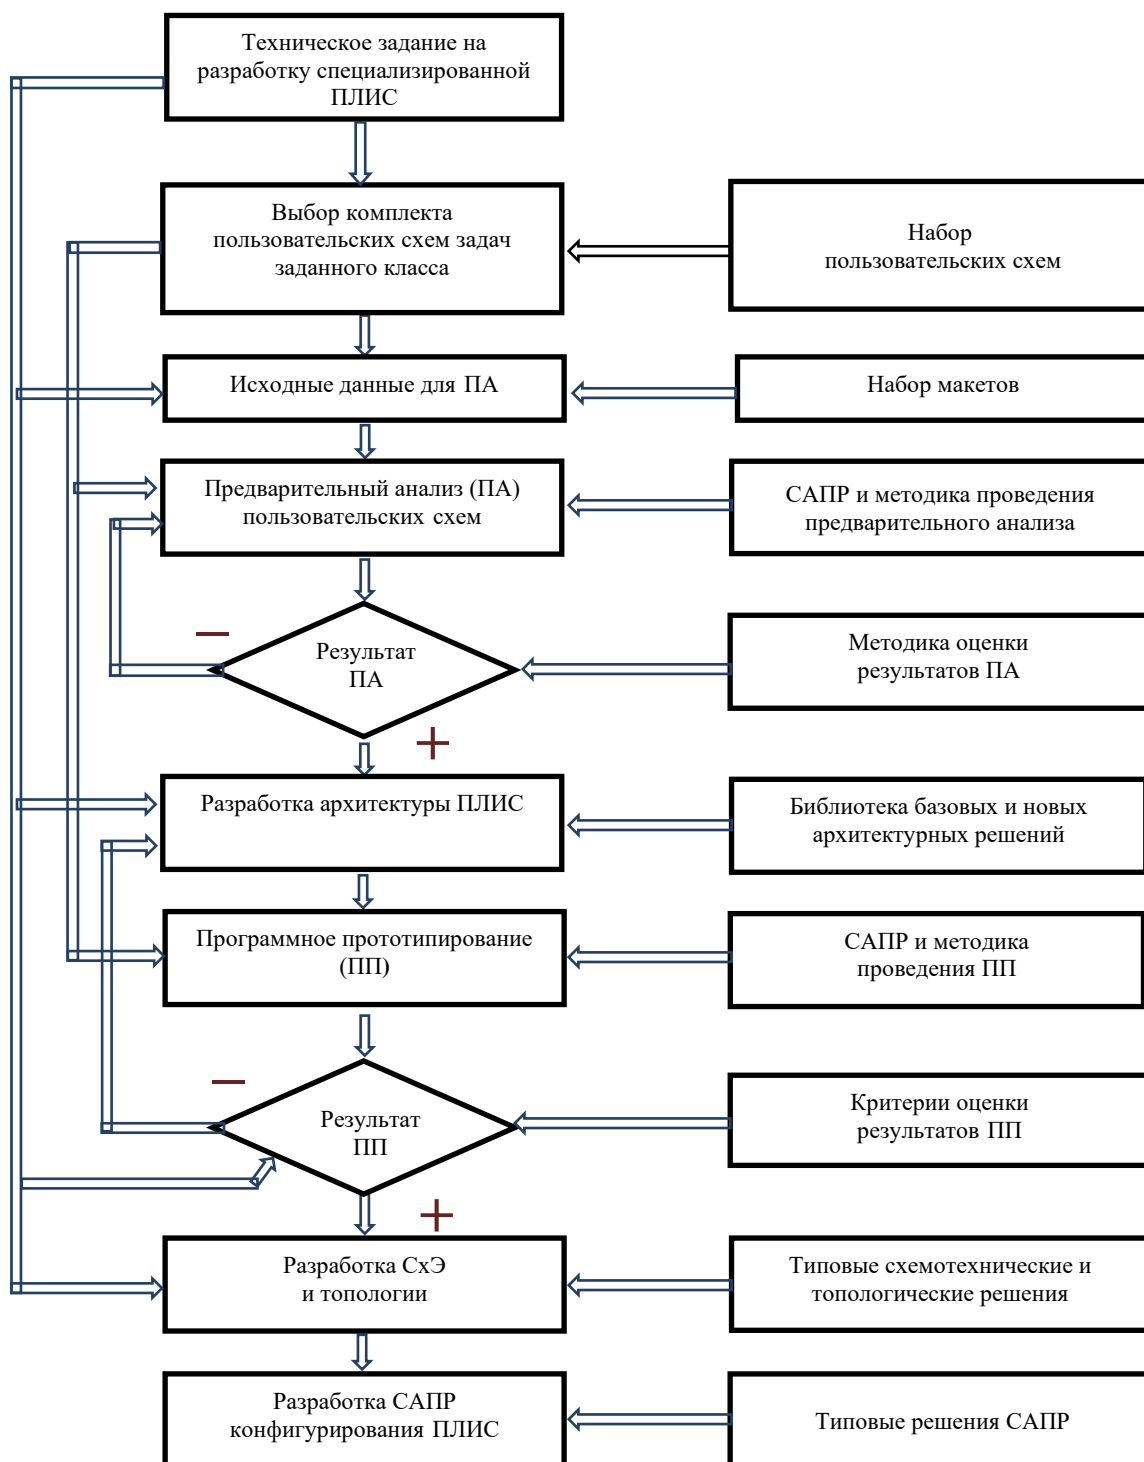 Техническое задание на
разработку специализированной
ПЛИС
Выбор комплекта
пользовательских схем задач
заданного класса
Набор
пользовательских схем
Исходные данные для ПА
Набор макетов
Предварительный анализ (ПА)
пользовательских схем
САПР и методика проведения
предварительного анализа
—
Результат
ПА
Методика оценки
результатов ПА
+
Разработка архитектуры ПЛИС
Библиотека базовых и новых
архитектурных решений
Программное прототипирование
(ПП)
САПР и методика
проведения ПП
—
Результат
ПП
Критерии оценки
результатов ПП
+
Разработка СхЭ
и топологии
Типовые схемотехнические и
топологические решения
Разработка САПР
конфигурирования ПЛИС
Типовые решения САПР